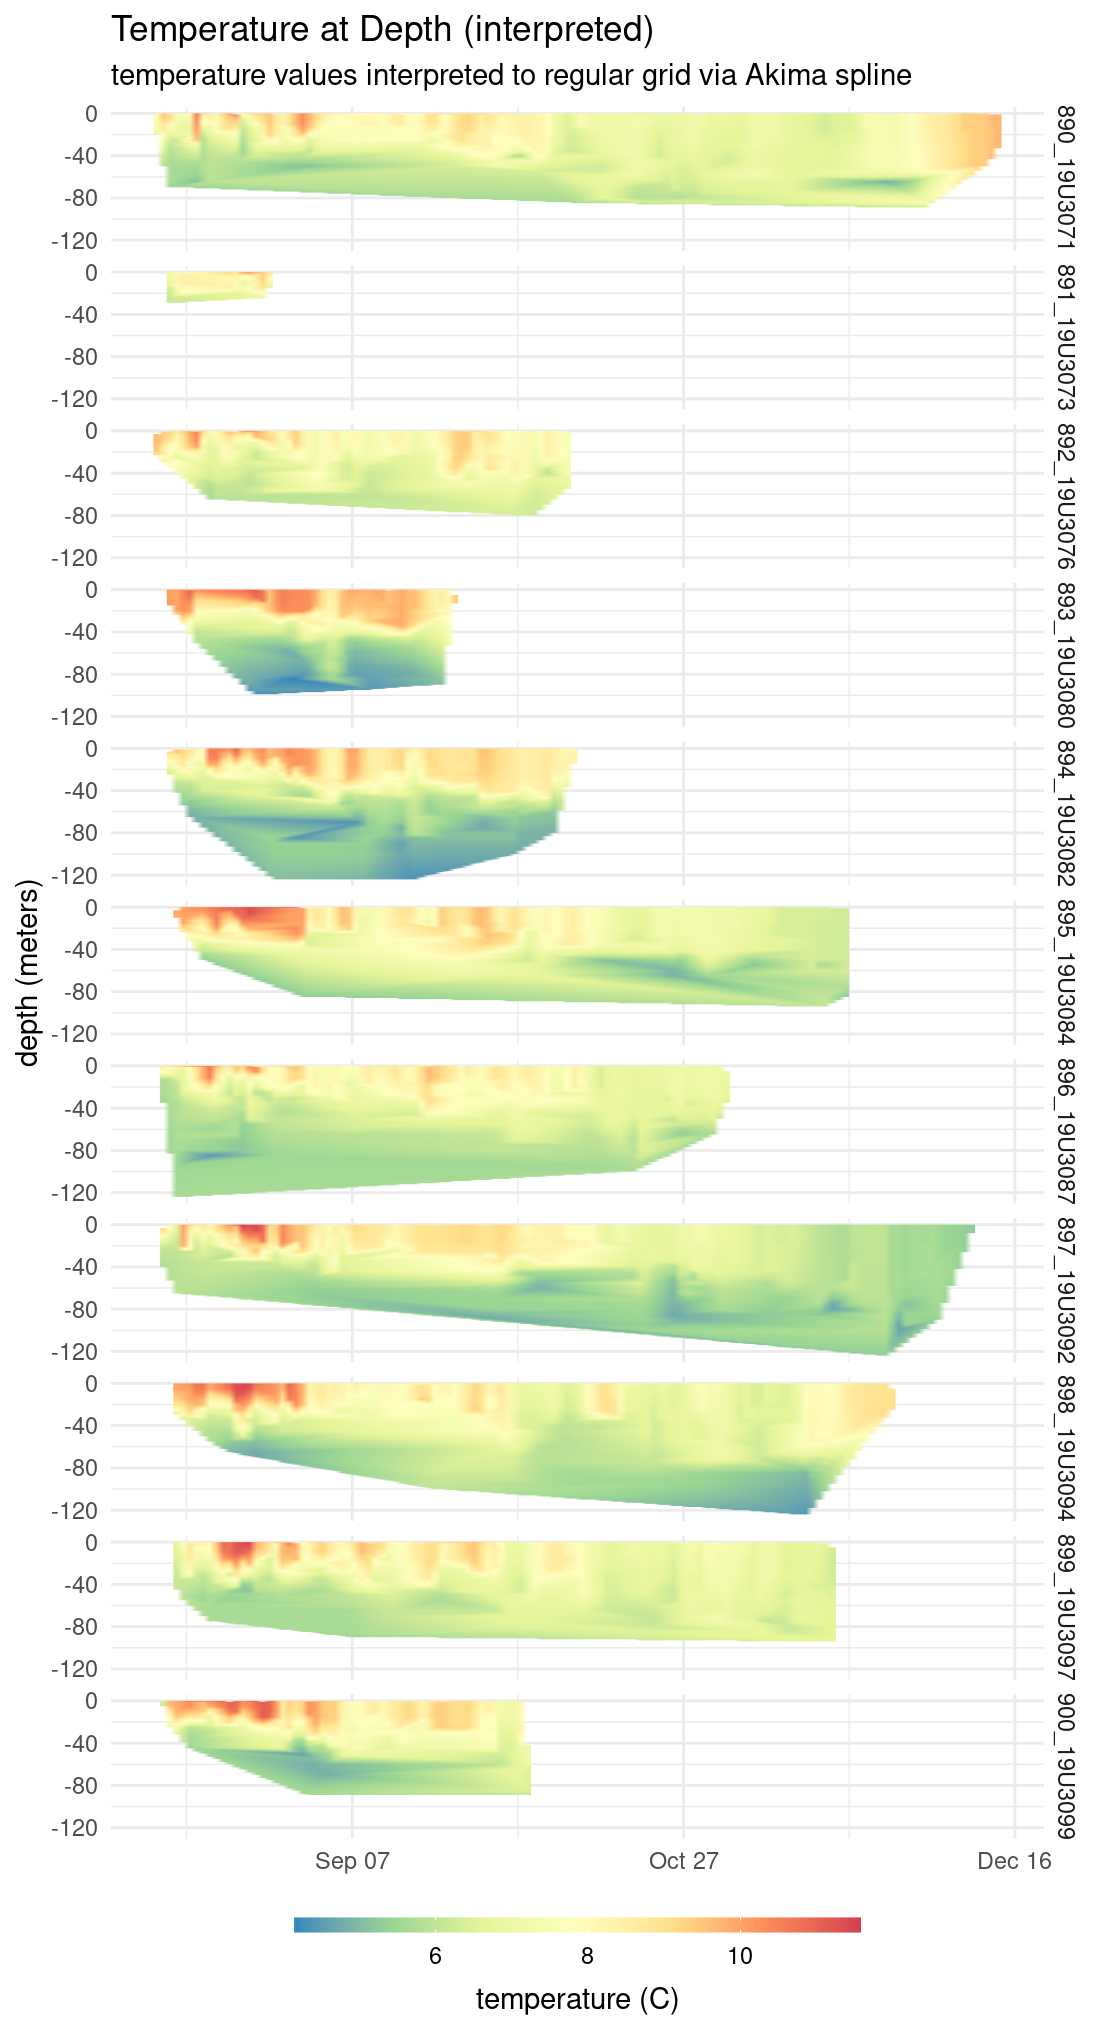 Temperature at Depth (interpreted)
temperature values interpreted to regular grid via Akima spline
depth (meters)
0
-40
-80
-120
890_19U3071
0
-40
-80
-120
891_19U3073
0
-40
-80
-120
892_19U3076
0
-40
-80
-120
893_19U3080
0
-40
-80
-120
894_19U3082
0
-40
-80
-120
895_19U3084
0
-40
-80
-120
896_19U3087
0
-40
-80
-120
897_19U3092
0
-40
-80
-120
898_19U3094
0
-40
-80
-120
899_19U3097
0
-40
-80
-120
900_19U3099
Sep 07 Oct 27 Dec 16
6 8 10
temperature (C)